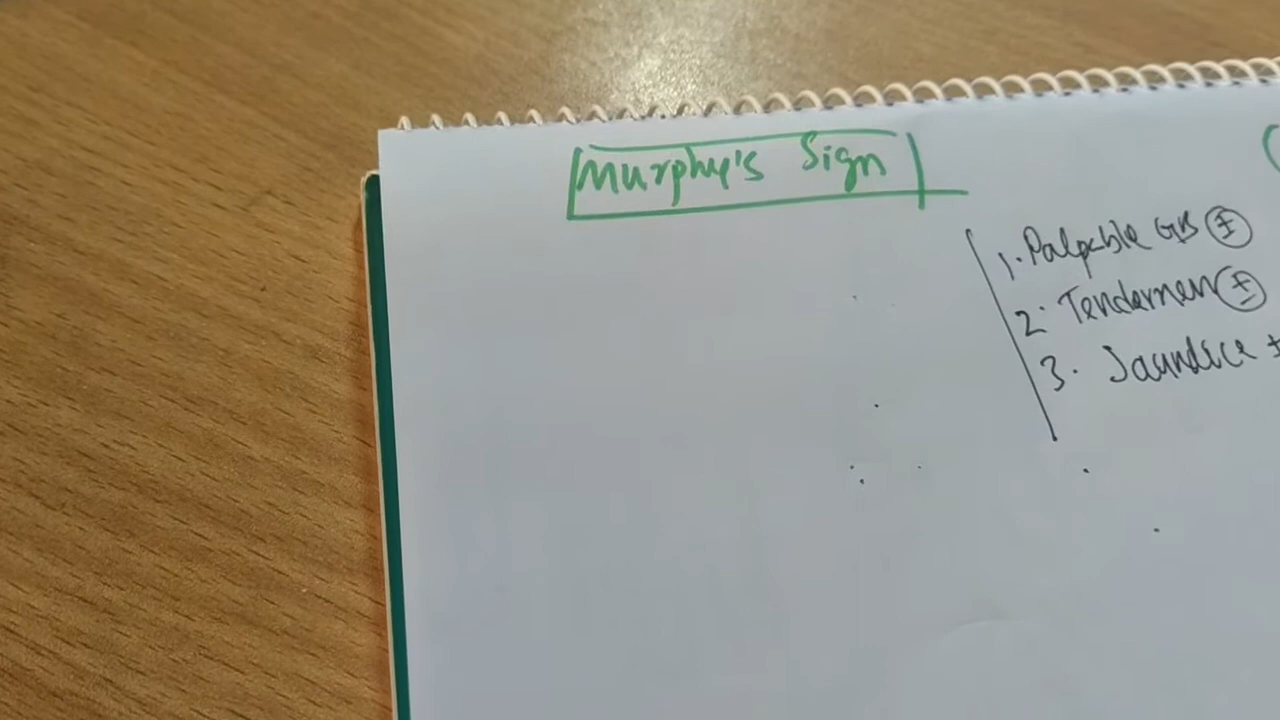 Murphy's Sign
1. Palpable GB ±
2. Tenderness ±
3. Jaundice ±